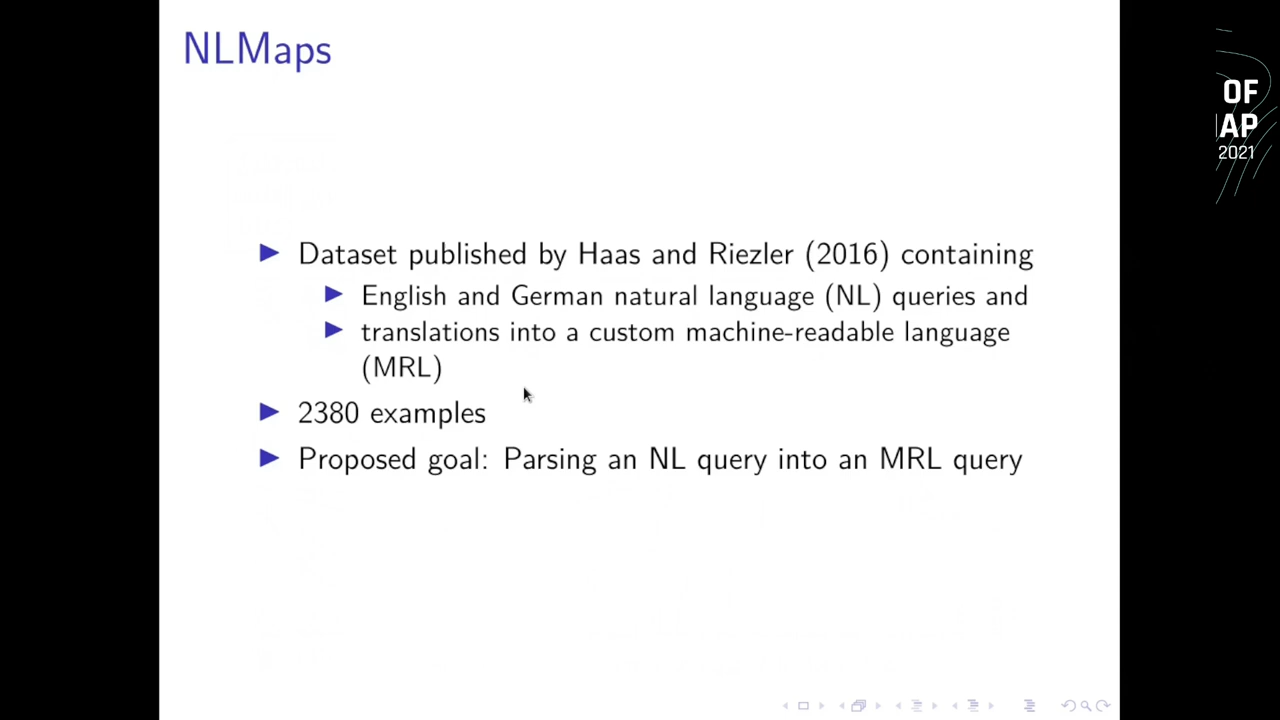 NLMaps
Dataset published by Haas and Riezler (2016) containing
English and German natural language (NL) queries and
translations into a custom machine-readable language
(MRL)
2380 examples
Proposed goal: Parsing an NL query into an MRL query
OF
AP
2021